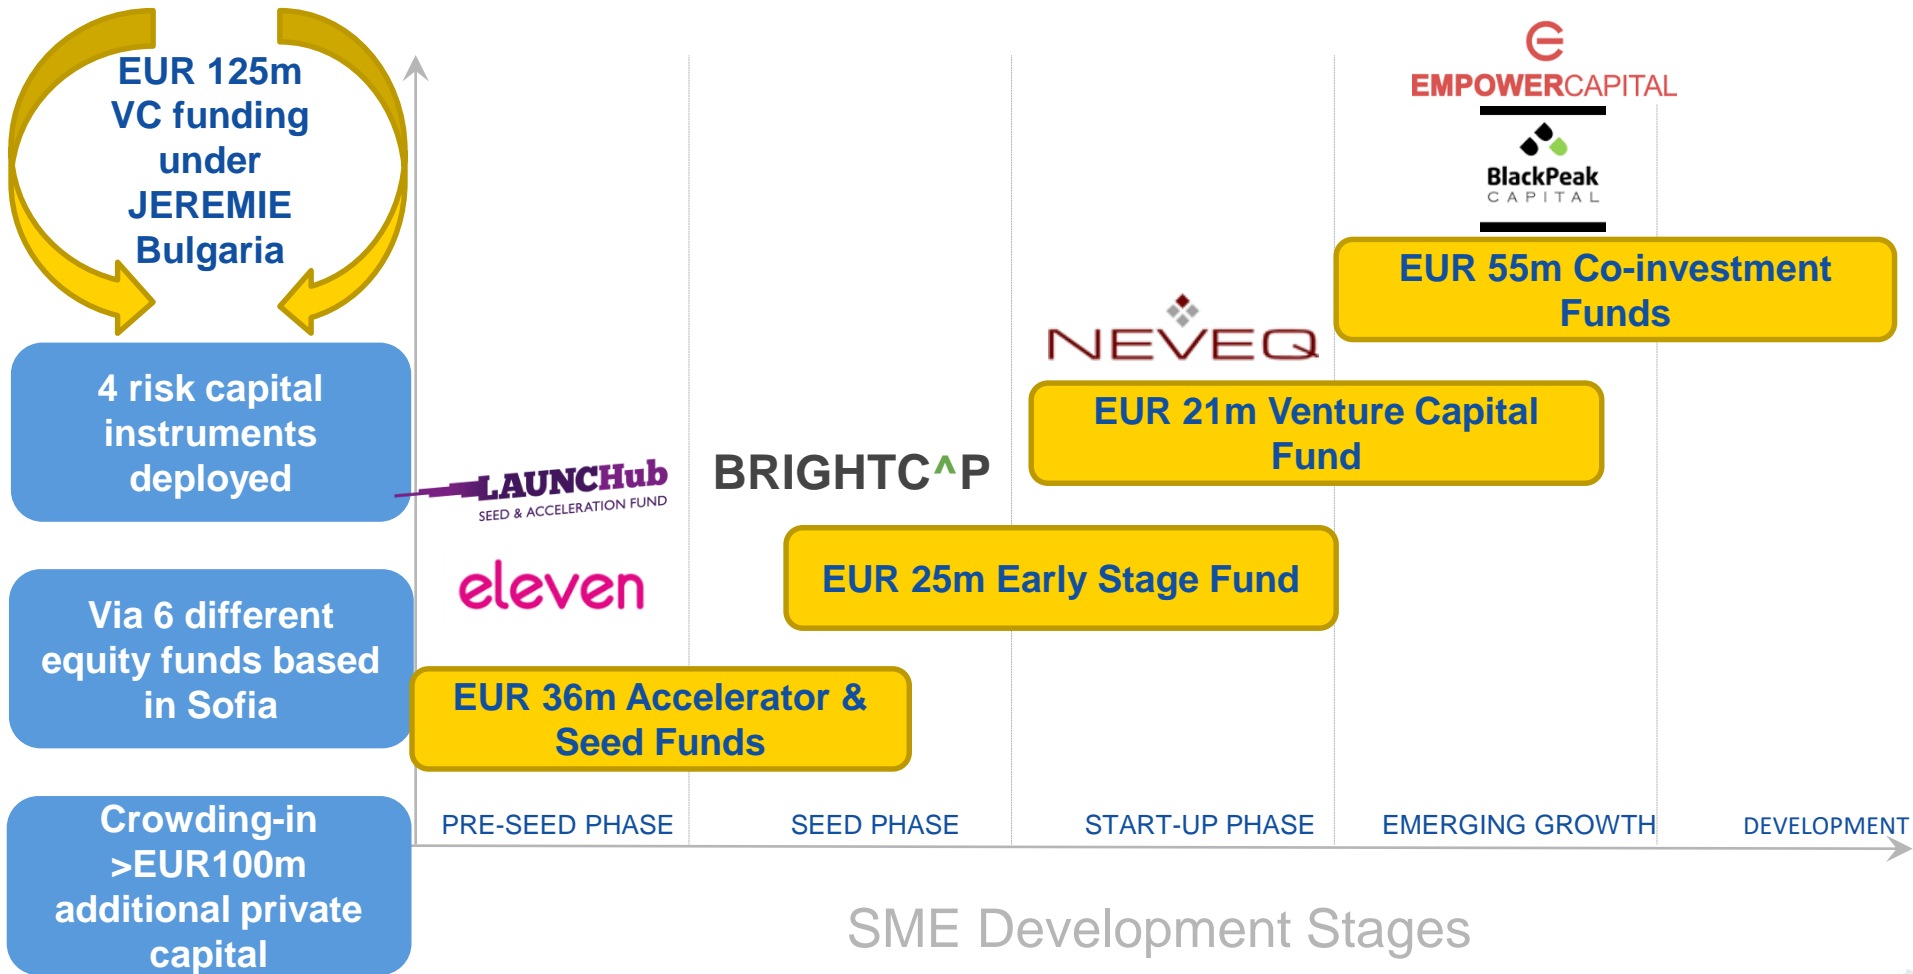 EUR 125m
VC funding
under
JEREMIE
Bulgaria
4 risk capital
instruments
deployed
Via 6 different
equity funds based
in Sofia
Crowding-in
>EUR100m
additional private
capital
EMPOWERCAPITAL
BlackPeak
CAPITAL
EUR 55m Co-investment
Funds
NEVEQ
EUR 21m Venture Capital
Fund
BRIGHTC^P
EUR 25m Early Stage Fund
LAUNCHub
SEED & ACCELERATION FUND
eleven
EUR 36m Accelerator &
Seed Funds
PRE-SEED PHASE
SEED PHASE
START-UP PHASE
EMERGING GROWTH
DEVELOPMENT
SME Development Stages